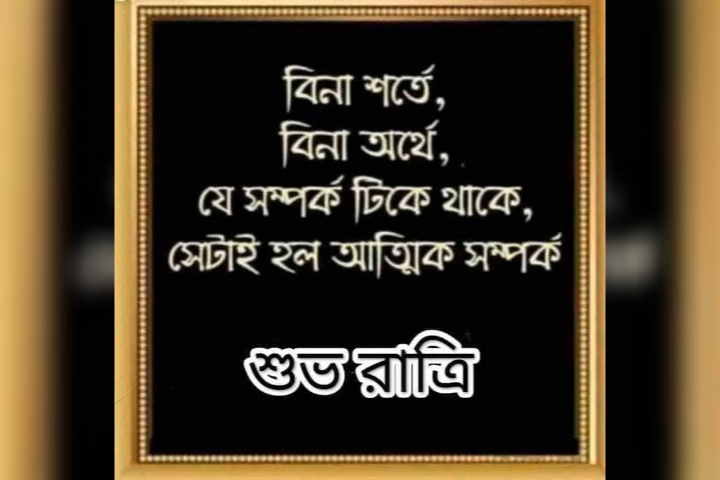 বিনা শর্তে,
বিনা অর্থে,
যে সম্পর্ক টিকে থাকে,
সেটাই হল আত্মিক সম্পর্ক
শুভ রাত্রি